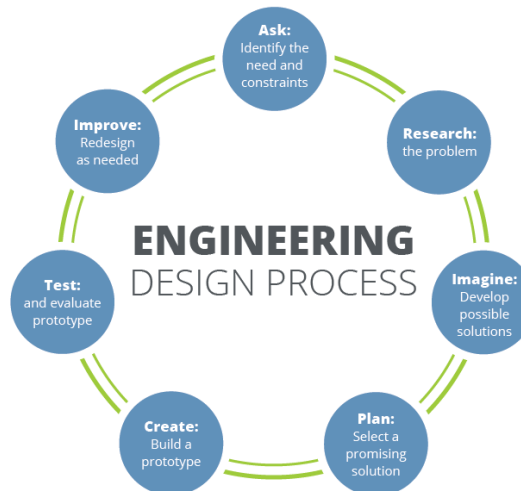 Ask:
Identify the
need and
constraints
Research:
the problem
Imagine:
Develop
possible
solutions
Plan:
Select a
promising
solution
Create:
Build a
prototype
Test:
and evaluate
prototype
Improve:
Redesign
as needed
ENGINEERING
DESIGN PROCESS